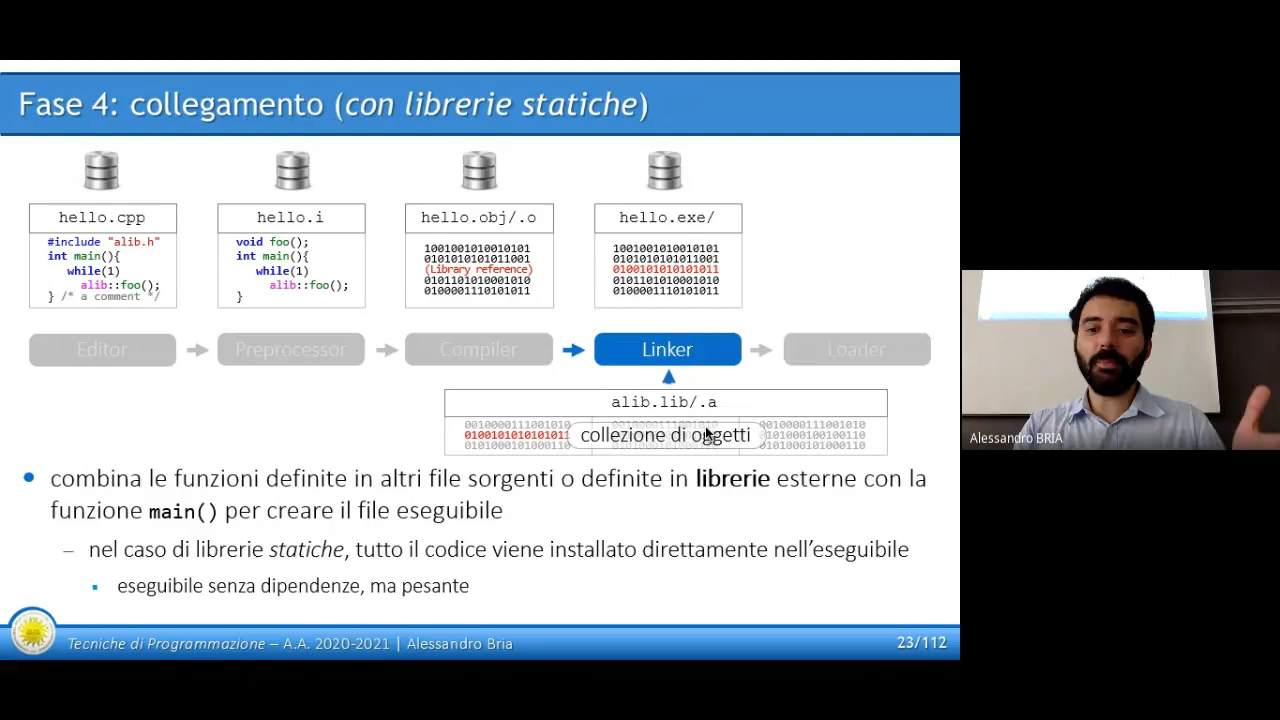 Fase 4: collegamento (con librerie statiche)
hello.cpp
#include "alib.h"
int main(){
while(1)
alib::foo();
} /* a comment */
hello.i
void foo();
int main(){
while(1)
alib::foo();
}
hello.obj/.o
1001001010010101
0101010101011001
(Library reference)
0101101010001010
0100001110101011
hello.exe/
1001001010010101
0101010101011001
0100101010101011
0101101010001010
0100001110101011
Editor
Preprocessor
Compiler
Linker
Loader
alib.lib/.a
0010000111001010
0100101010101011
0101000101000110
0010000111001010
collezione di oggetti
0010000111001010
0101000100100110
0101000101000110
combina le funzioni definite in altri file sorgenti o definite in librerie esterne con la
funzione main() per creare il file eseguibile
– nel caso di librerie statiche, tutto il codice viene installato direttamente nell'eseguibile
eseguibile senza dipendenze, ma pesante
Tecniche di Programmazione – A.A. 2020-2021 | Alessandro Bria
23/112
Alessandro BRIA